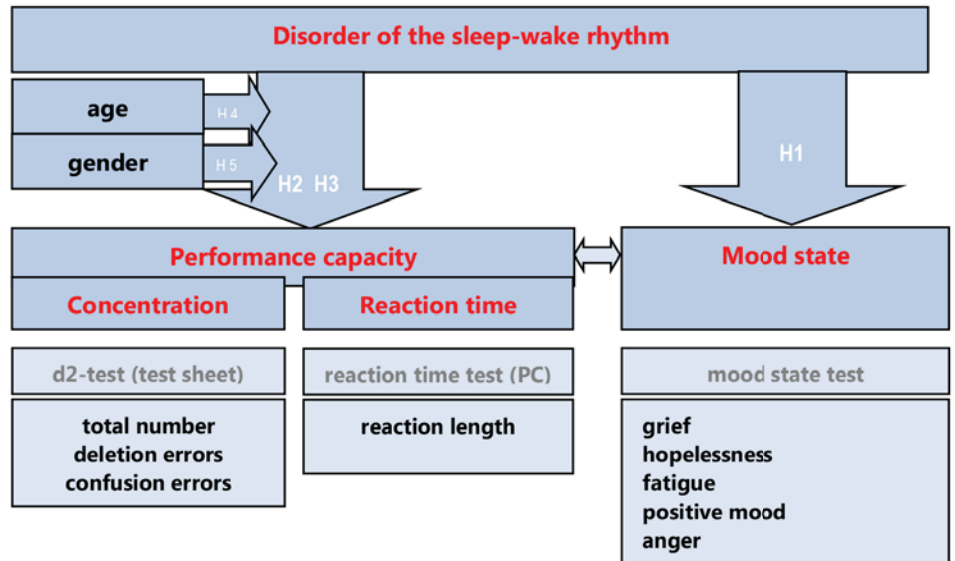 Disorder of the sleep-wake rhythm
age
H 4
gender
H 5
H2 H3
H1
Performance capacity
Mood state
Concentration
Reaction time
d2-test (test sheet)
reaction time test (PC)
mood state test
total number
deletion errors
confusion errors
reaction length
grief
hopelessness
fatigue
positive mood
anger